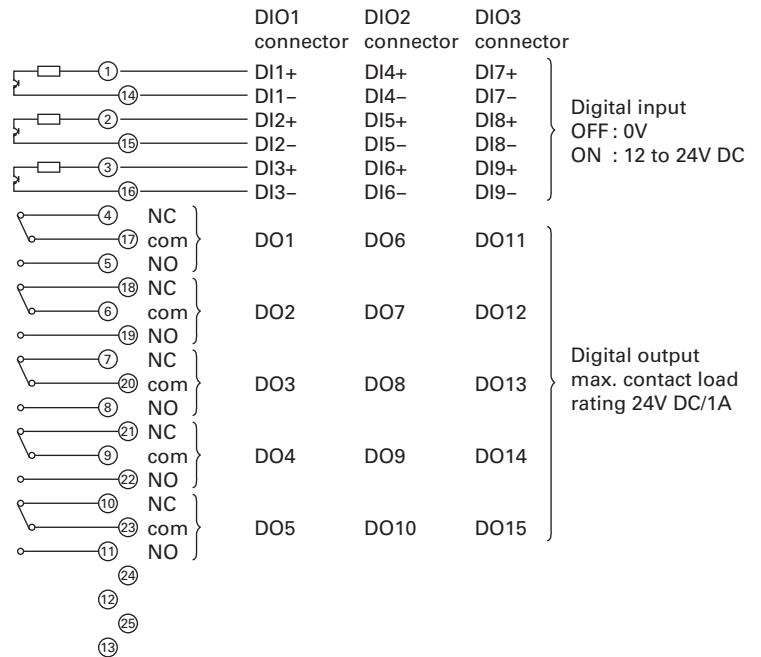 DIO1 DIO2 DIO3
connector connector connector
1 DI1+ DI4+ DI7+
14 DI1– DI4– DI7–
2 DI2+ DI5+ DI8+
15 DI2– DI5– DI8–
3 DI3+ DI6+ DI9+
16 DI3– DI6– DI9–
Digital input
OFF : 0V
ON : 12 to 24V DC
4 NC
17 com DO1 DO6 DO11
5 NO
18 NC
6 com DO2 DO7 DO12
19 NO
7 NC
20 com DO3 DO8 DO13
8 NO
21 NC
9 com DO4 DO9 DO14
22 NO
10 NC
23 com DO5 DO10 DO15
11 NO
Digital output
max. contact load
rating 24V DC/1A
24
12
25
13